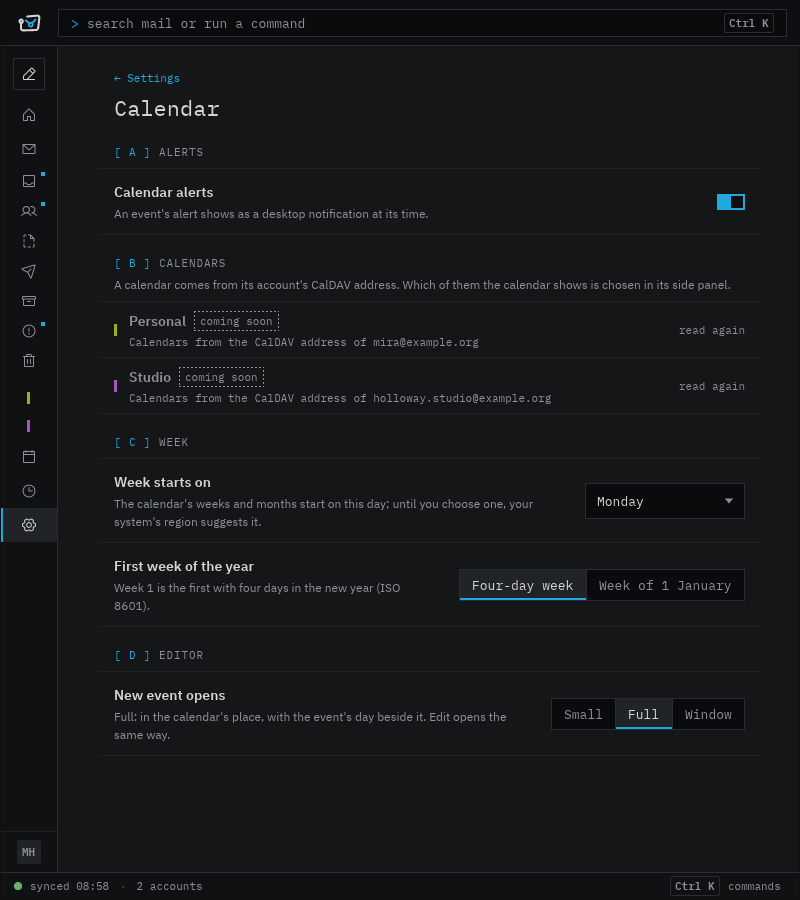 > search mail or run a command Ctrl K
← Settings
Calendar
[ A ] ALERTS
Calendar alerts
An event's alert shows as a desktop notification at its time.
[ B ] CALENDARS
A calendar comes from its account's CalDAV address. Which of them the calendar shows is chosen in its side panel.
Personal coming soon
Calendars from the CalDAV address of mira@example.org
read again
Studio coming soon
Calendars from the CalDAV address of holloway.studio@example.org
read again
[ C ] WEEK
Week starts on
The calendar's weeks and months start on this day; until you choose one, your
system's region suggests it.
Monday
First week of the year
Week 1 is the first with four days in the new year (ISO
8601).
Four-day week Week of 1 January
[ D ] EDITOR
New event opens
Full: in the calendar's place, with the event's day beside it. Edit opens the
same way.
Small Full Window
MH
synced 08:58 · 2 accounts Ctrl K commands